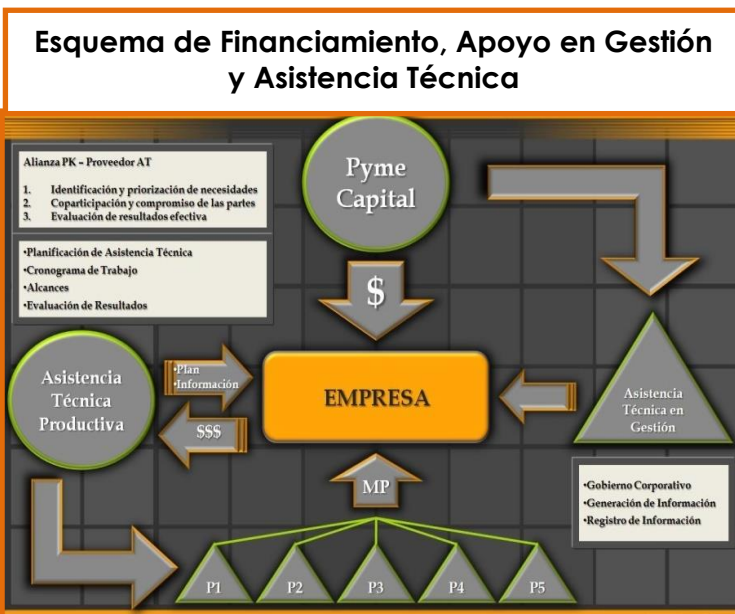 Esquema de Financiamiento, Apoyo en Gestión
y Asistencia Técnica
Alianza PK – Proveedor AT
1. Identificación y priorización de necesidades
2. Coparticipación y compromiso de las partes
3. Evaluación de resultados efectiva
•Planificación de Asistencia Técnica
•Cronograma de Trabajo
•Alcances
•Evaluación de Resultados
Pyme
Capital
$
Asistencia
Técnica
Productiva
•Plan
•Información
$$$
EMPRESA
Asistencia
Técnica en
Gestión
MP
•Gobierno Corporativo
•Generación de Información
•Registro de Información
P1
P2
P3
P4
P5